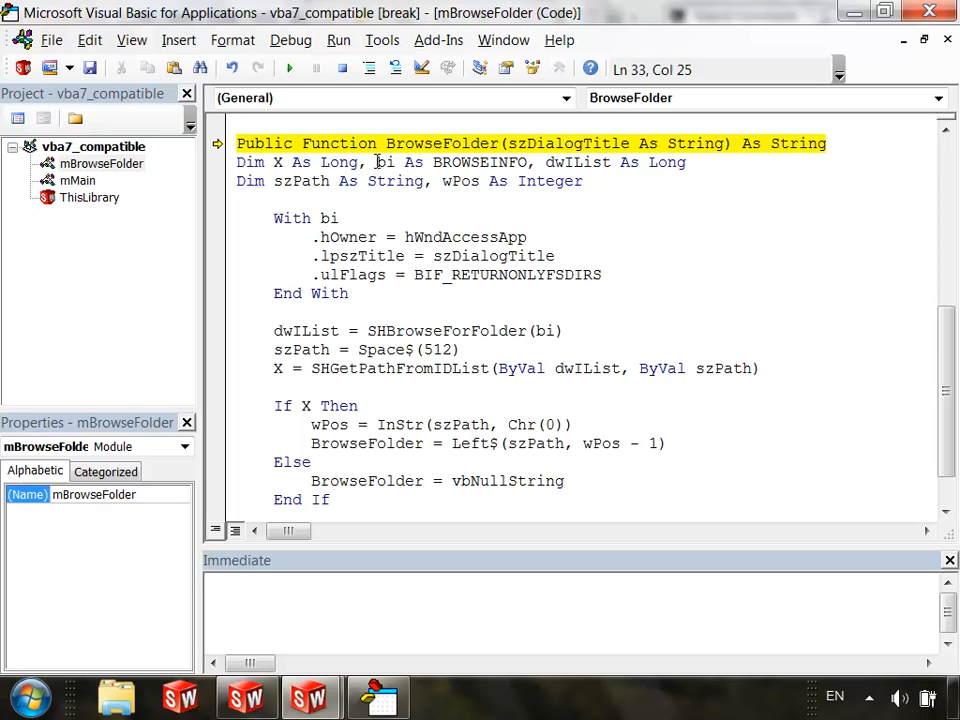 Microsoft Visual Basic for Applications - vba7_compatible [break] - [mBrowseFolder (Code)]
File Edit View Insert Format Debug Run Tools Add-Ins Window Help
Ln 33, Col 25
Project - vba7_compatible
vba7_compatible
mBrowseFolder
mMain
ThisLibrary
Properties - mBrowseFolder
mBrowseFolde Module
Alphabetic Categorized
(Name) mBrowseFolder
(General) BrowseFolder
Public Function BrowseFolder(szDialogTitle As String) As String
Dim X As Long, bi As BROWSEINFO, dwIList As Long
Dim szPath As String, wPos As Integer
With bi
.hOwner = hWndAccessApp
.lpszTitle = szDialogTitle
.ulFlags = BIF_RETURNONLYFSDIRS
End With
dwIList = SHBrowseForFolder(bi)
szPath = Space$(512)
X = SHGetPathFromIDList(ByVal dwIList, ByVal szPath)
If X Then
wPos = InStr(szPath, Chr(0))
BrowseFolder = Left$(szPath, wPos - 1)
Else
BrowseFolder = vbNullString
End If
Immediate
EN